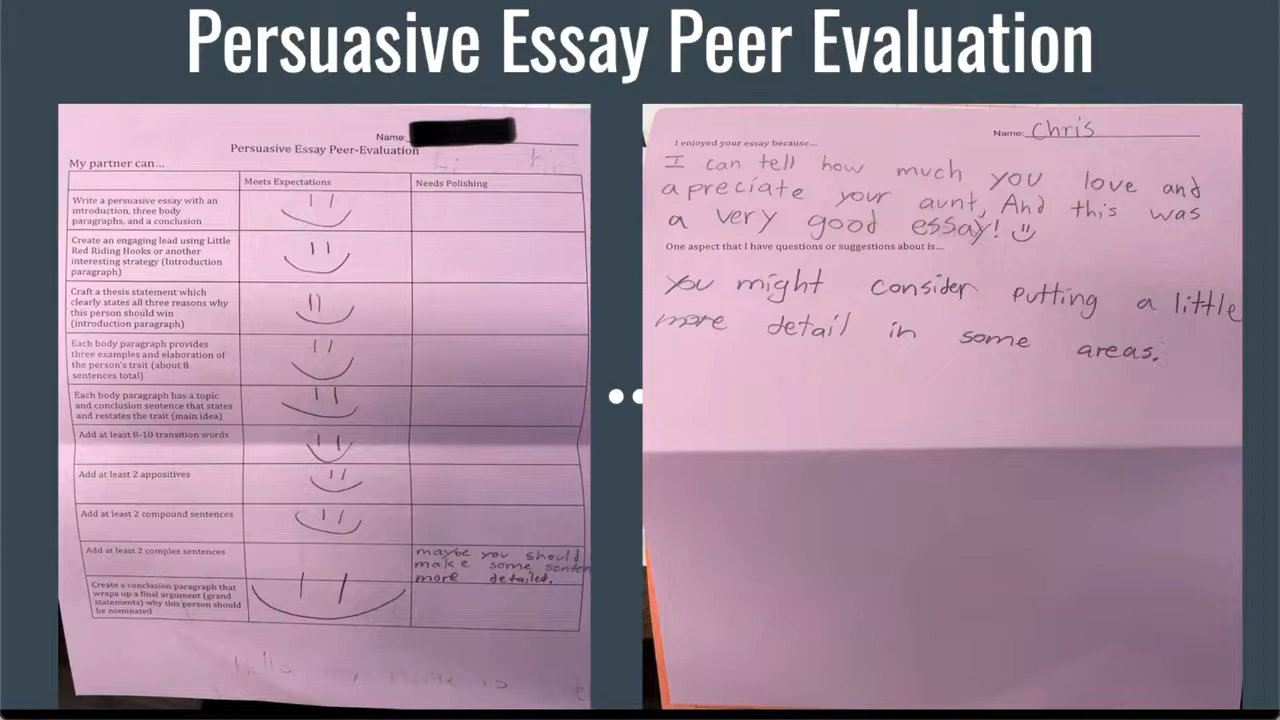 Persuasive Essay Peer Evaluation
Name:
Persuasive Essay Peer-Evaluation
My partner can...
Meets Expectations
Needs Polishing
Write a persuasive essay with an
introduction, three body
paragraphs, and a conclusion
Create an engaging lead using Little
Red Riding Hooks or another
interesting strategy (Introduction
paragraph)
Craft a thesis statement which
clearly states all three reasons why
this person should win
(introduction paragraph)
Each body paragraph provides
three examples and elaboration of
the person's trait (about 8
sentences total)
Each body paragraph has a topic
and conclusion sentence that states
and restates the trait (main idea)
Add at least 8-10 transition words
Add at least 2 appositives
Add at least 2 compound sentences
Add at least 2 complex sentences
maybe you should
make some senten
more detailed.
Create a conclusion paragraph that
wraps up a final argument (grand
statements) why this person should
be nominated
Hello my name is
Name: Chris
I enjoyed your essay because...
I can tell how much you love and
apreciate your aunt, And this was
a very good essay!
One aspect that I have questions or suggestions about is...
You might consider putting a little
more detail in some areas.